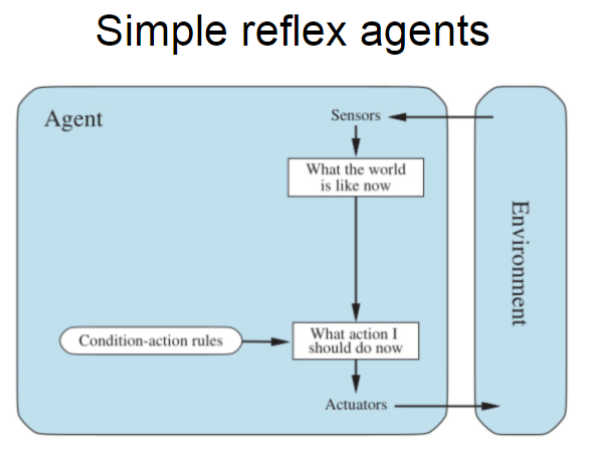 Simple reflex agents
Agent
Sensors
What the world
is like now
Environment
Condition-action rules
What action I
should do now
Actuators